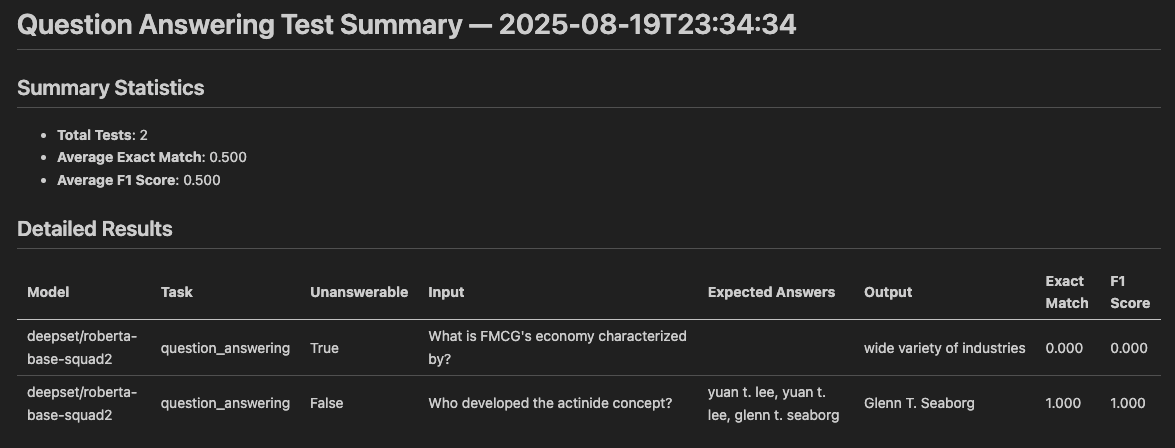 Question Answering Test Summary — 2025-08-19T23:34:34
Summary Statistics
• Total Tests: 2
• Average Exact Match: 0.500
• Average F1 Score: 0.500
Detailed Results
Model Task Unanswerable Input Expected Answers Output Exact Match F1 Score
deepset/roberta-base-squad2 question_answering True What is FMCG's economy characterized by? wide variety of industries 0.000 0.000
deepset/roberta-base-squad2 question_answering False Who developed the actinide concept? yuan t. lee, yuan t. lee, glenn t. seaborg Glenn T. Seaborg 1.000 1.000